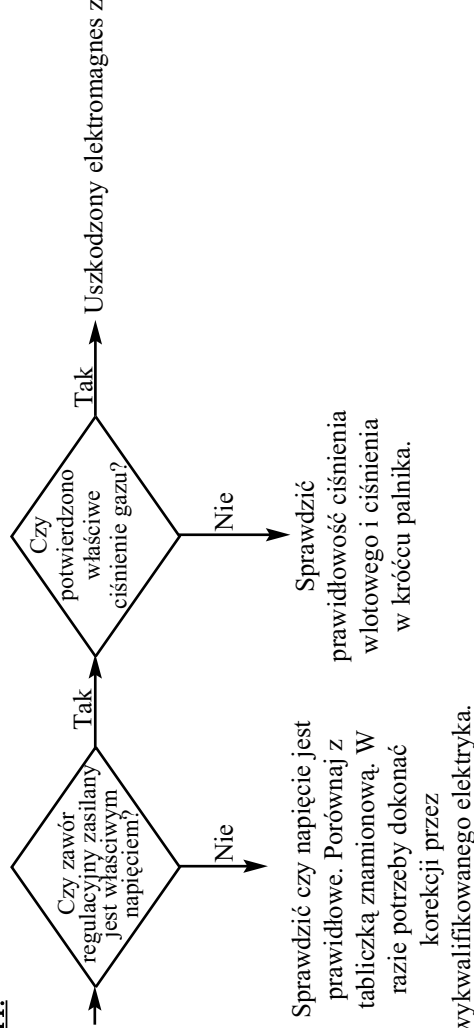 Czy zawór
regulacyjny zasilany
jest właściwym
napięciem?
Tak
Nie
Sprawdzić czy napięcie jest
prawidłowe. Porównaj z
tabliczką znamionową. W
razie potrzeby dokonać
korekcji przez
wykwalifikowanego elektryka.
Czy
potwierdzono
właściwe
ciśnienie gazu?
Tak
Nie
Sprawdzić
prawidłowość ciśnienia
wlotowego i ciśnienia
w króćcu palnika.
Uszkodzony elektromagnes z